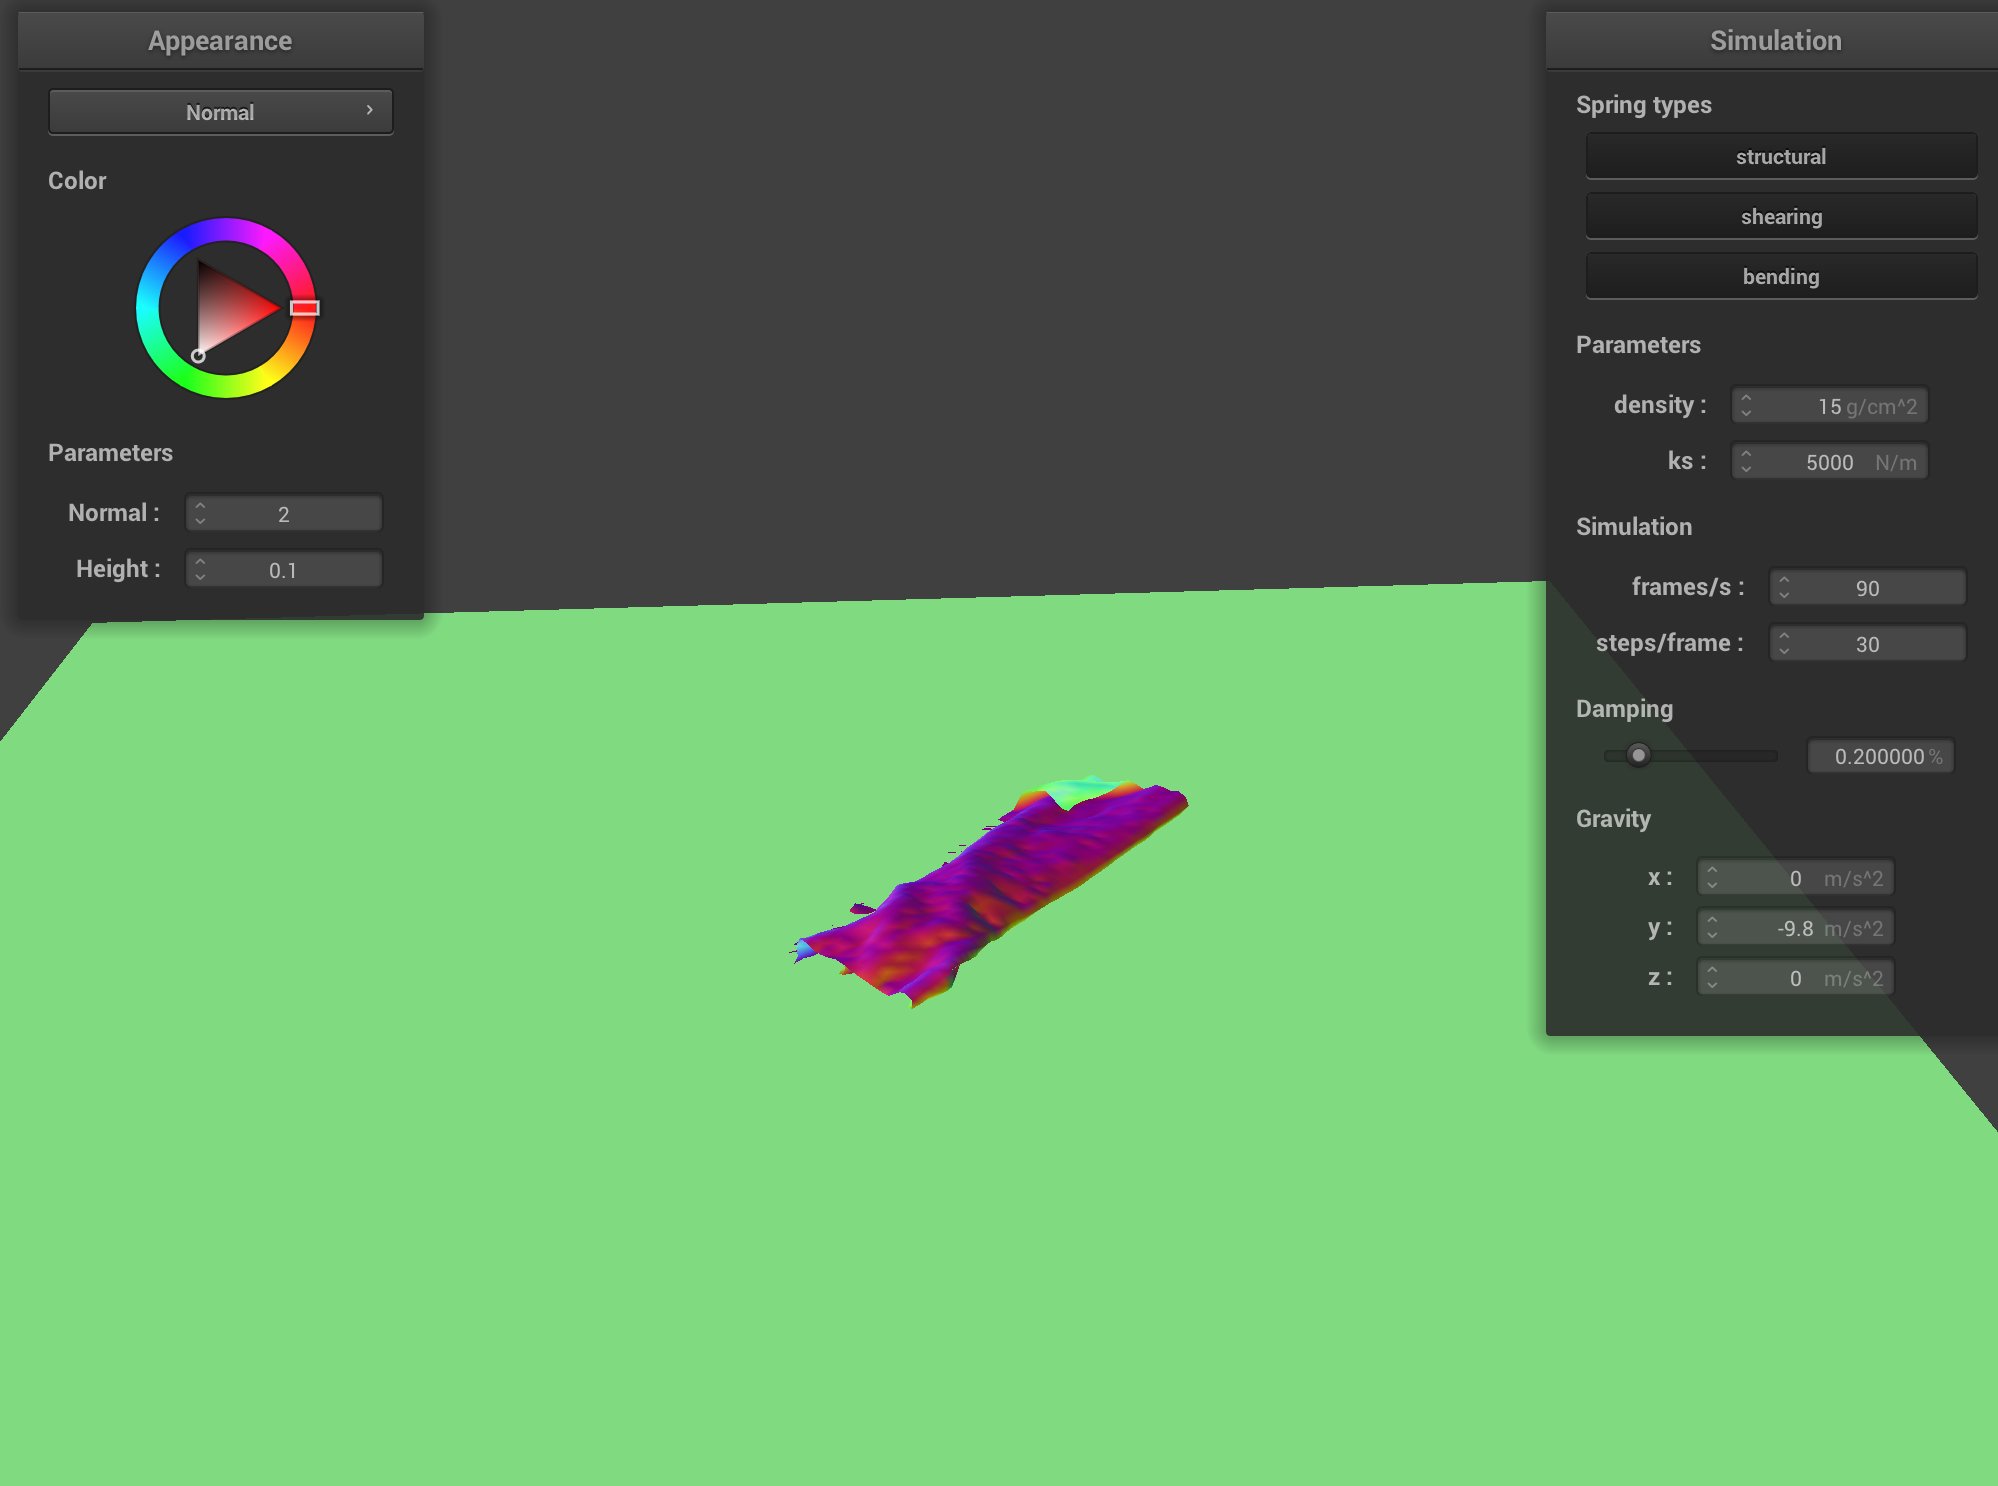 Appearance
Normal
Color
Parameters
Normal : 2
Height : 0.1
Simulation
Spring types
structural
shearing
bending
Parameters
density : 15 g/cm^2
ks : 5000 N/m
Simulation
frames/s : 90
steps/frame : 30
Damping
0.200000 %
Gravity
x : 0 m/s^2
y : -9.8 m/s^2
z : 0 m/s^2